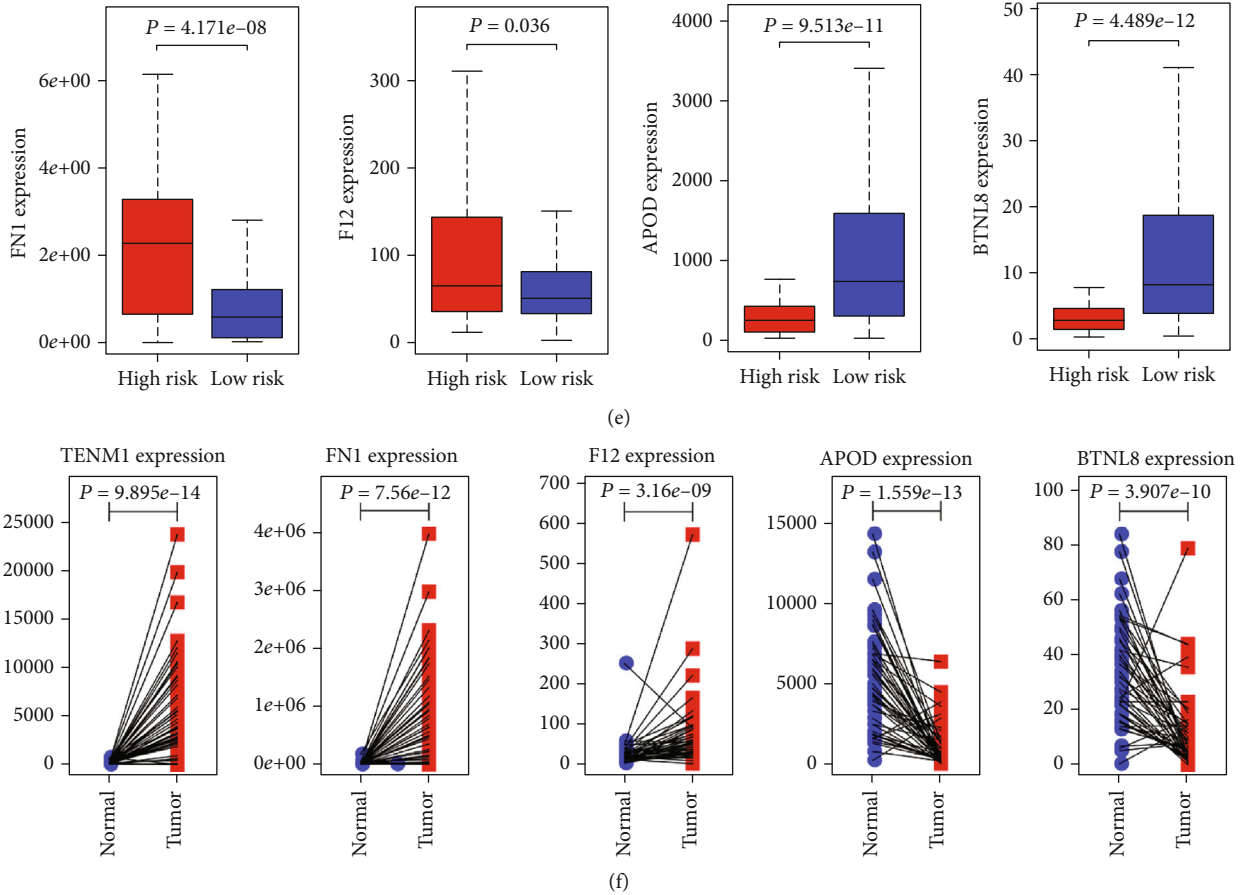 P = 4.171e–08
FN1 expression
6e+00
4e+00
2e+00
0e+00
High risk
Low risk
P = 0.036
F12 expression
300
200
100
0
High risk
Low risk
P = 9.513e–11
APOD expression
4000
3000
2000
1000
0
High risk
Low risk
P = 4.489e–12
BTNL8 expression
50
40
30
20
10
0
High risk
Low risk
(e)
TENM1 expression
P = 9.895e–14
25000
20000
15000
10000
5000
0
Normal
Tumor
FN1 expression
P = 7.56e–12
4e+06
3e+06
2e+06
1e+06
0e+00
Normal
Tumor
F12 expression
P = 3.16e–09
700
600
500
400
300
200
100
0
Normal
Tumor
APOD expression
P = 1.559e–13
15000
10000
5000
0
Normal
Tumor
BTNL8 expression
P = 3.907e–10
100
80
60
40
20
0
Normal
Tumor
(f)